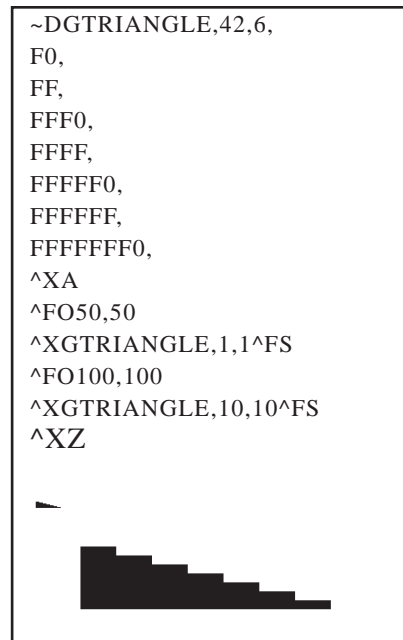 ~DGTRIANGLE,42,6,
F0,
FF,
FFF0,
FFFF,
FFFFF0,
FFFFFF,
FFFFFFF0,
^XA
^FO50,50
^XGTRIANGLE,1,1^FS
^FO100,100
^XGTRIANGLE,10,10^FS
^XZ